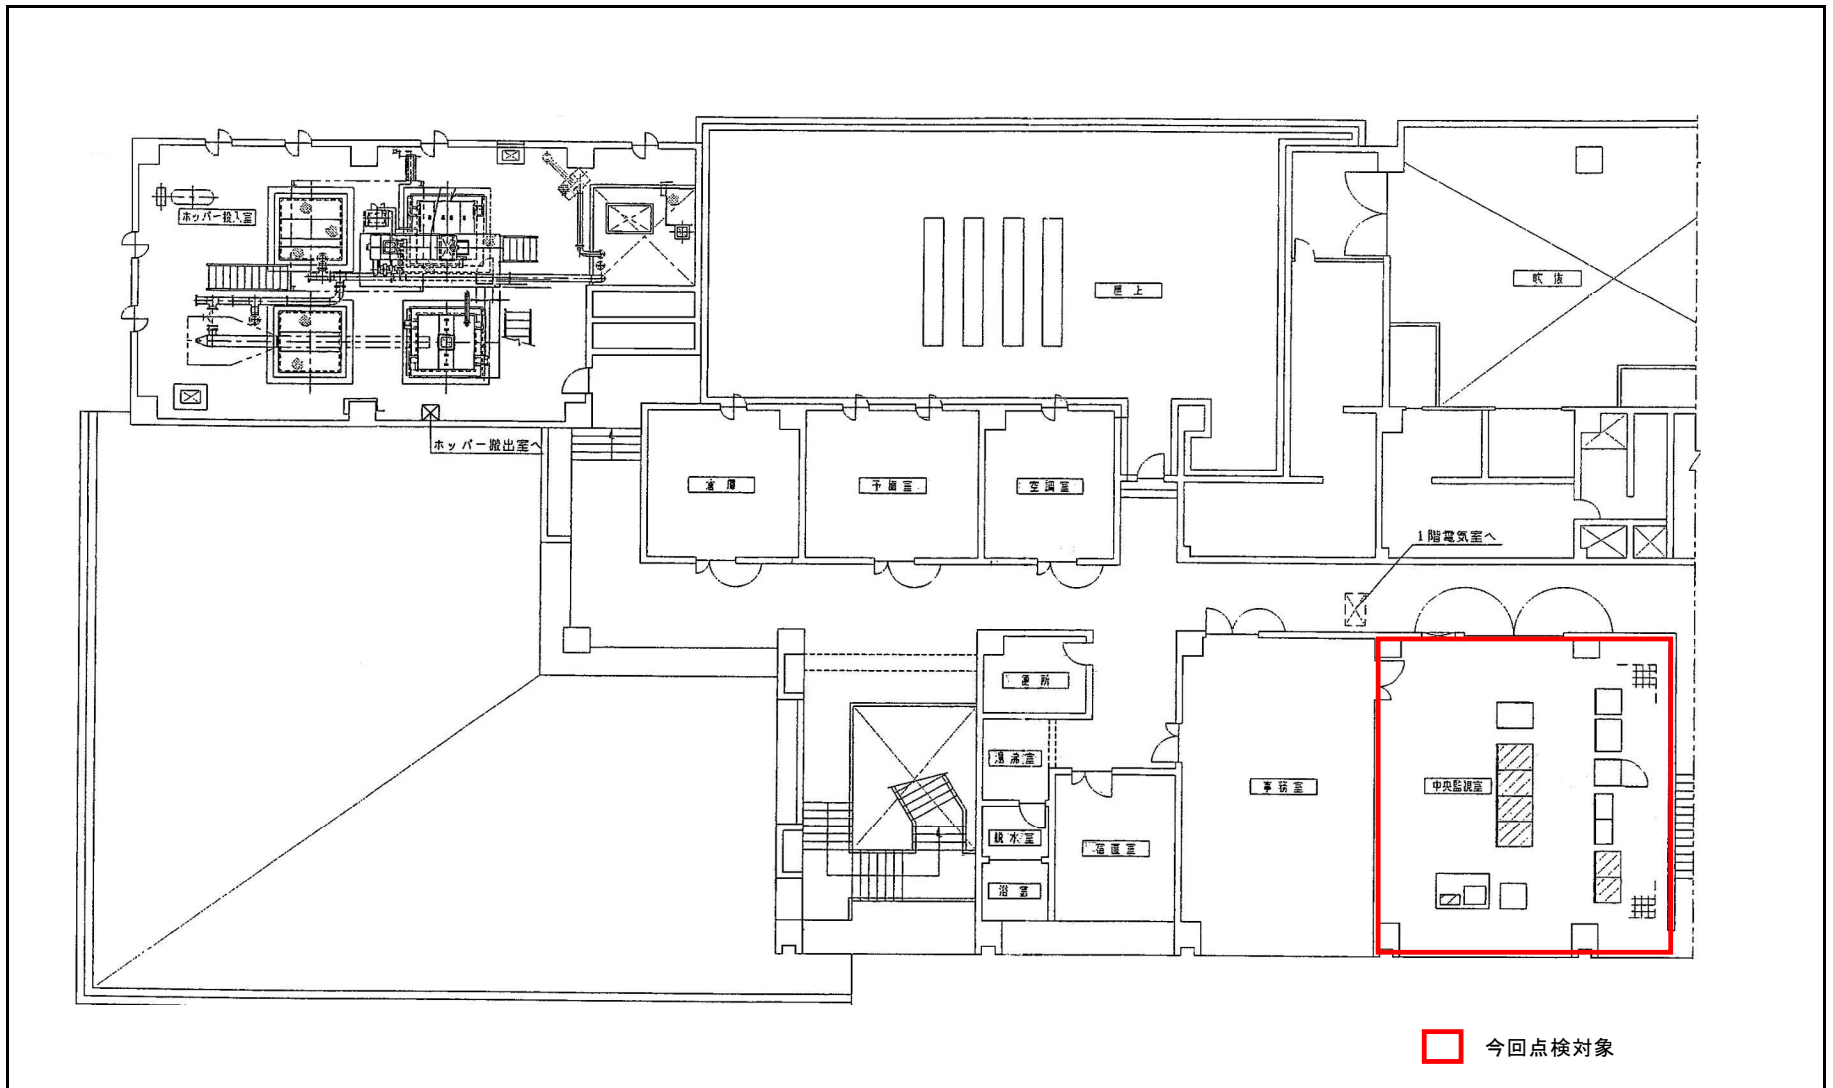 ホッパー投入室
屋上
吹抜
ホッパー搬出室へ
倉庫
予備室
空調室
1階電気室へ
便所
湯沸室
事務室
中央監視室
脱水室
宿直室
浴室
今回点検対象